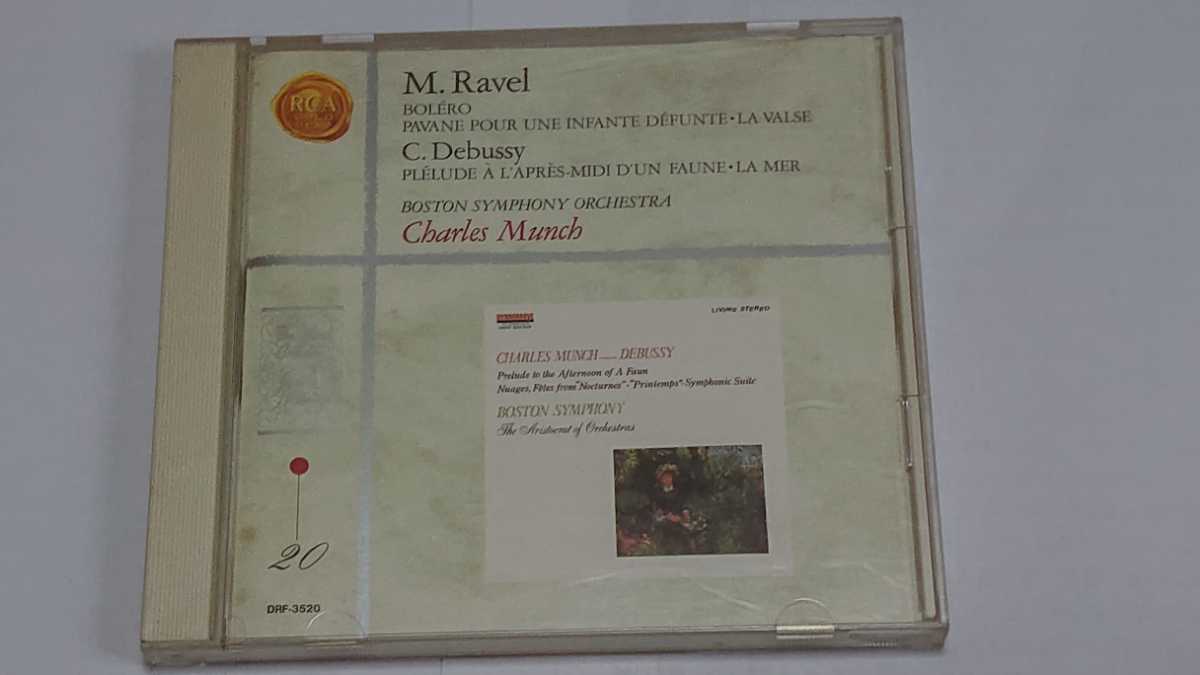 RCA
M. Ravel
BOLÉRO
PAVANE POUR UNE INFANTE DÉFUNTE • LA VALSE
C. Debussy
PLÉLUDE À L'APRÈS-MIDI D'UN FAUNE • LA MER
BOSTON SYMPHONY ORCHESTRA
Charles Munch
LIVING STEREO
CHARLES MUNCH DEBUSSY
Prelude to the Afternoon of A Faun
Nuages, Fêtes from "Nocturnes" - "Printemps"-Symphonic Suite
BOSTON SYMPHONY
The Aristocrat of Orchestras
20
DRF-3520